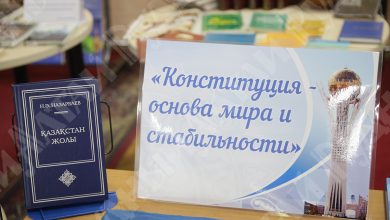 Н.Ә. НАЗАРБАЕВ
ҚАЗАҚСТАН
ЖОЛЫ
«Конституция -
основа мира и
стабильности»